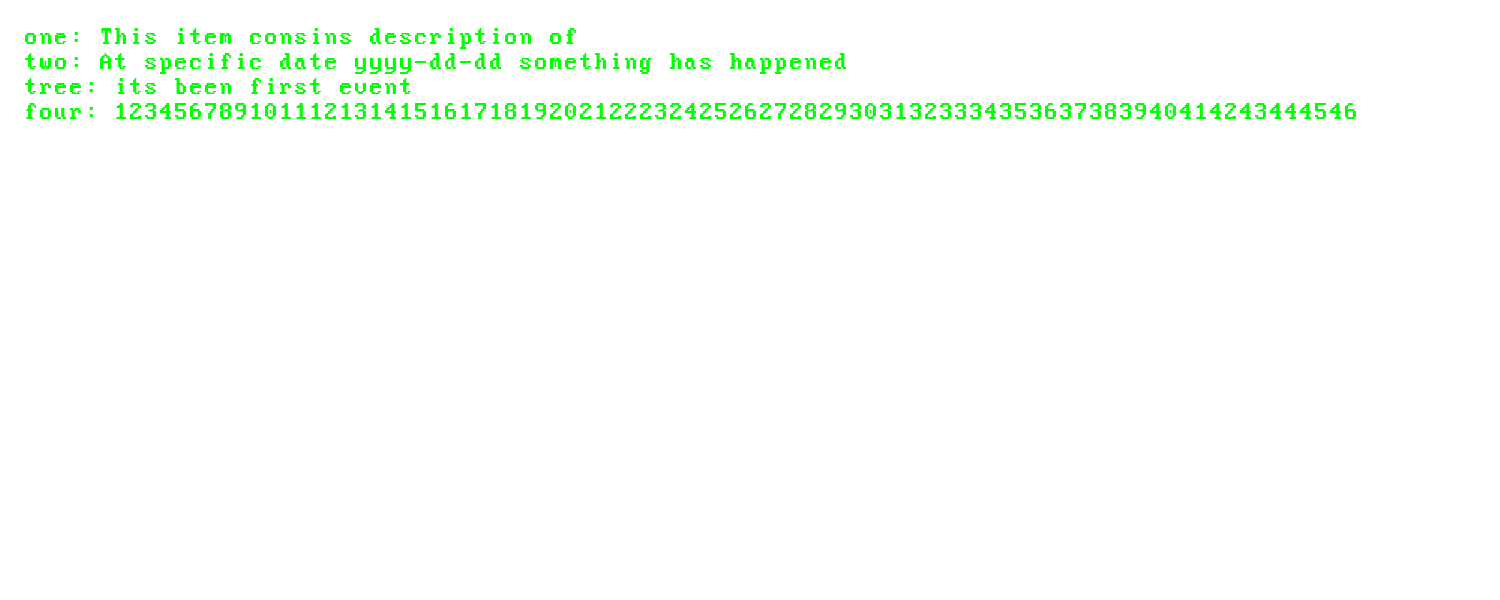 one: This item consins description of
two: At specific date yyyy-dd-dd something has happened
tree: its been first event
four: 12345678910111213141516171819202122232425262728293031323334353637383940414243444546